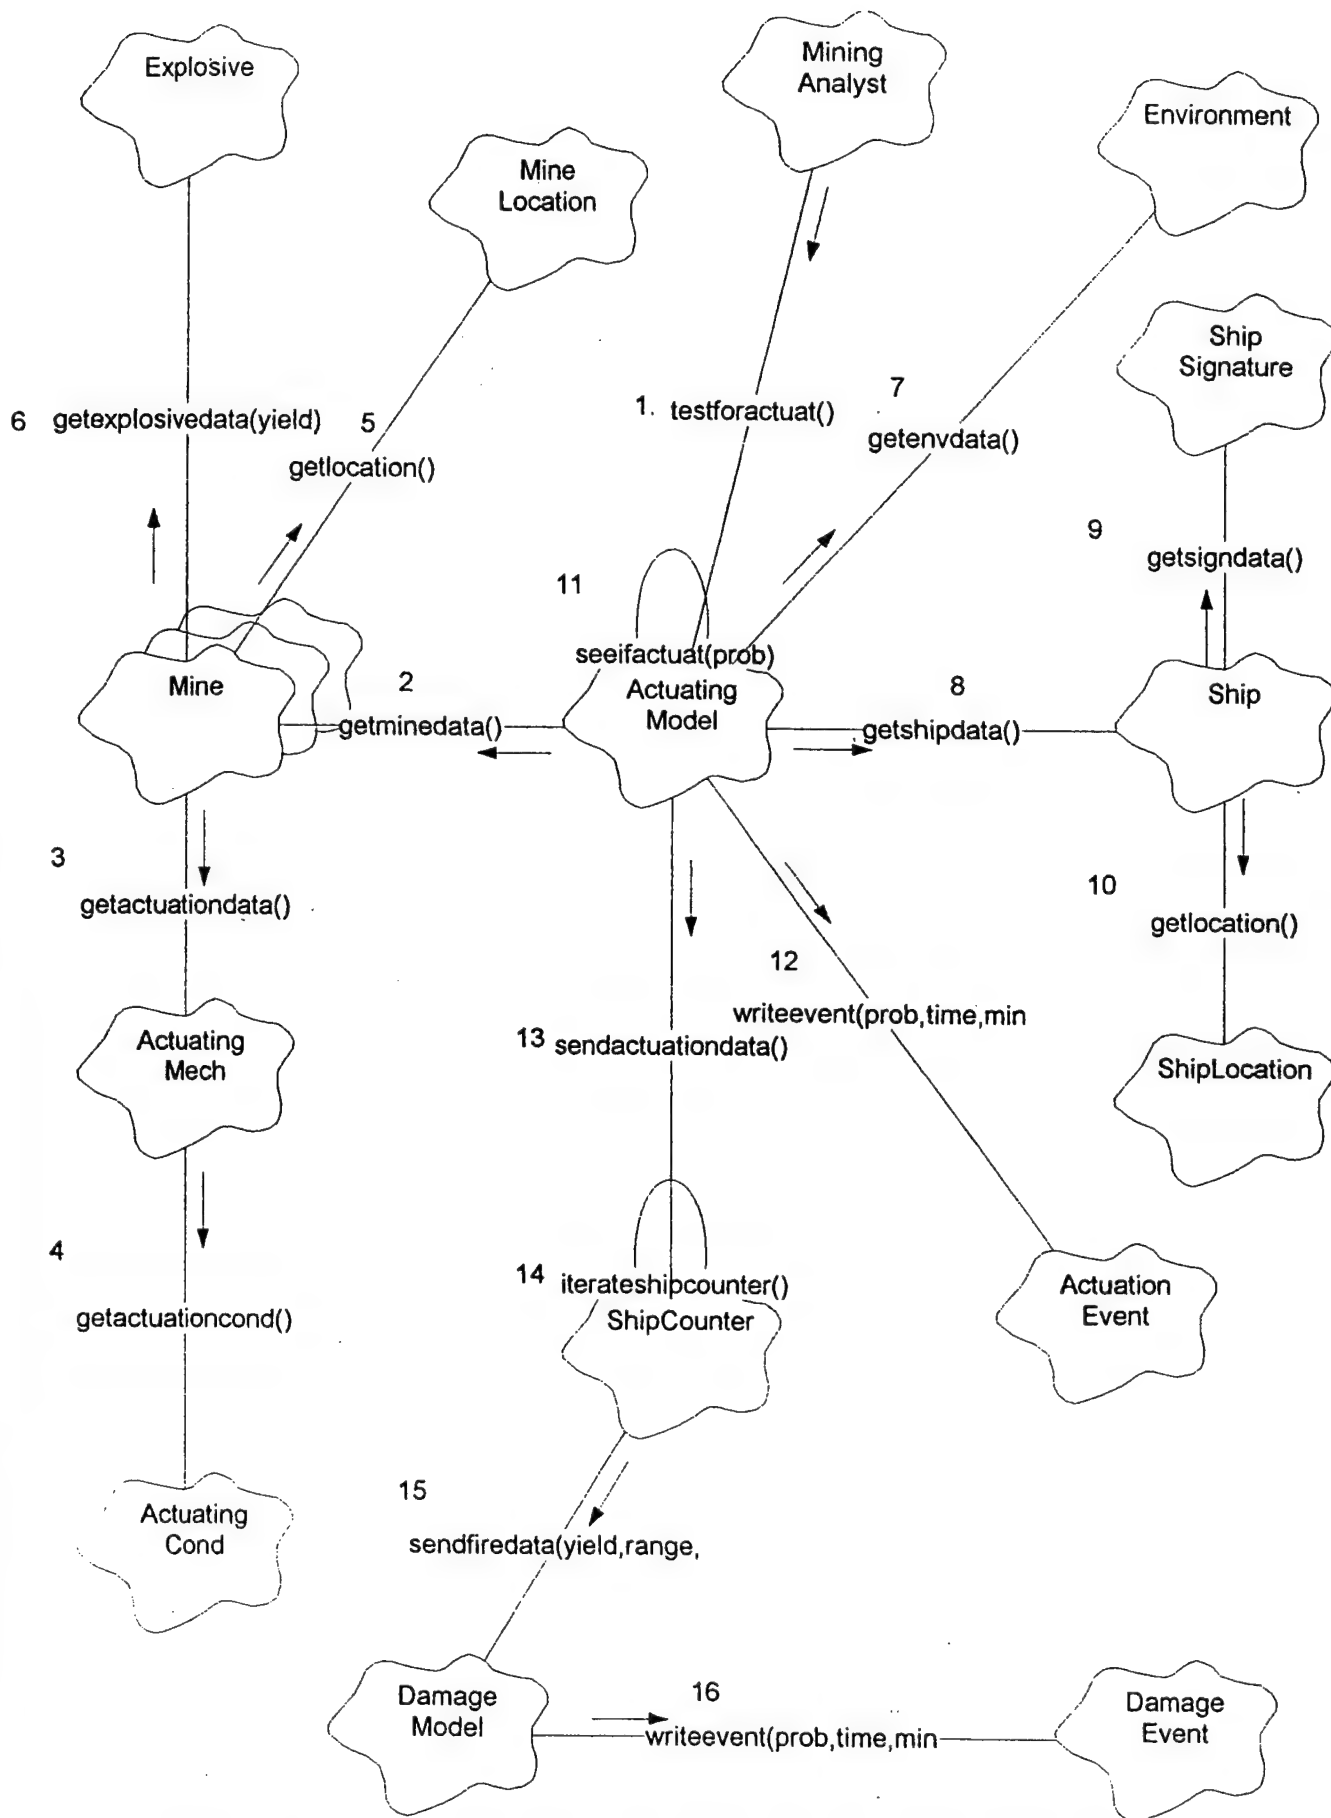 Explosive
Mining
Analyst
Environment
Mine
Location
Ship
Signature
6 getexplosivedata(yield)
5
getlocation()
1. testforactuat()
7
getenvdata()
9
getsigndata()
11
seeifactuat(prob)
Actuating
Model
Mine
2
getminedata()
8
getshipdata()
Ship
3
getactuationdata()
10
getlocation()
12
writeevent(prob,time,min
13 sendactuationdata()
Actuating
Mech
ShipLocation
4
getactuationcond()
14 iterateshipcounter()
ShipCounter
Actuation
Event
15
sendfiredata(yield,range,
Actuating
Cond
Damage
Model
16
writeevent(prob,time,min
Damage
Event